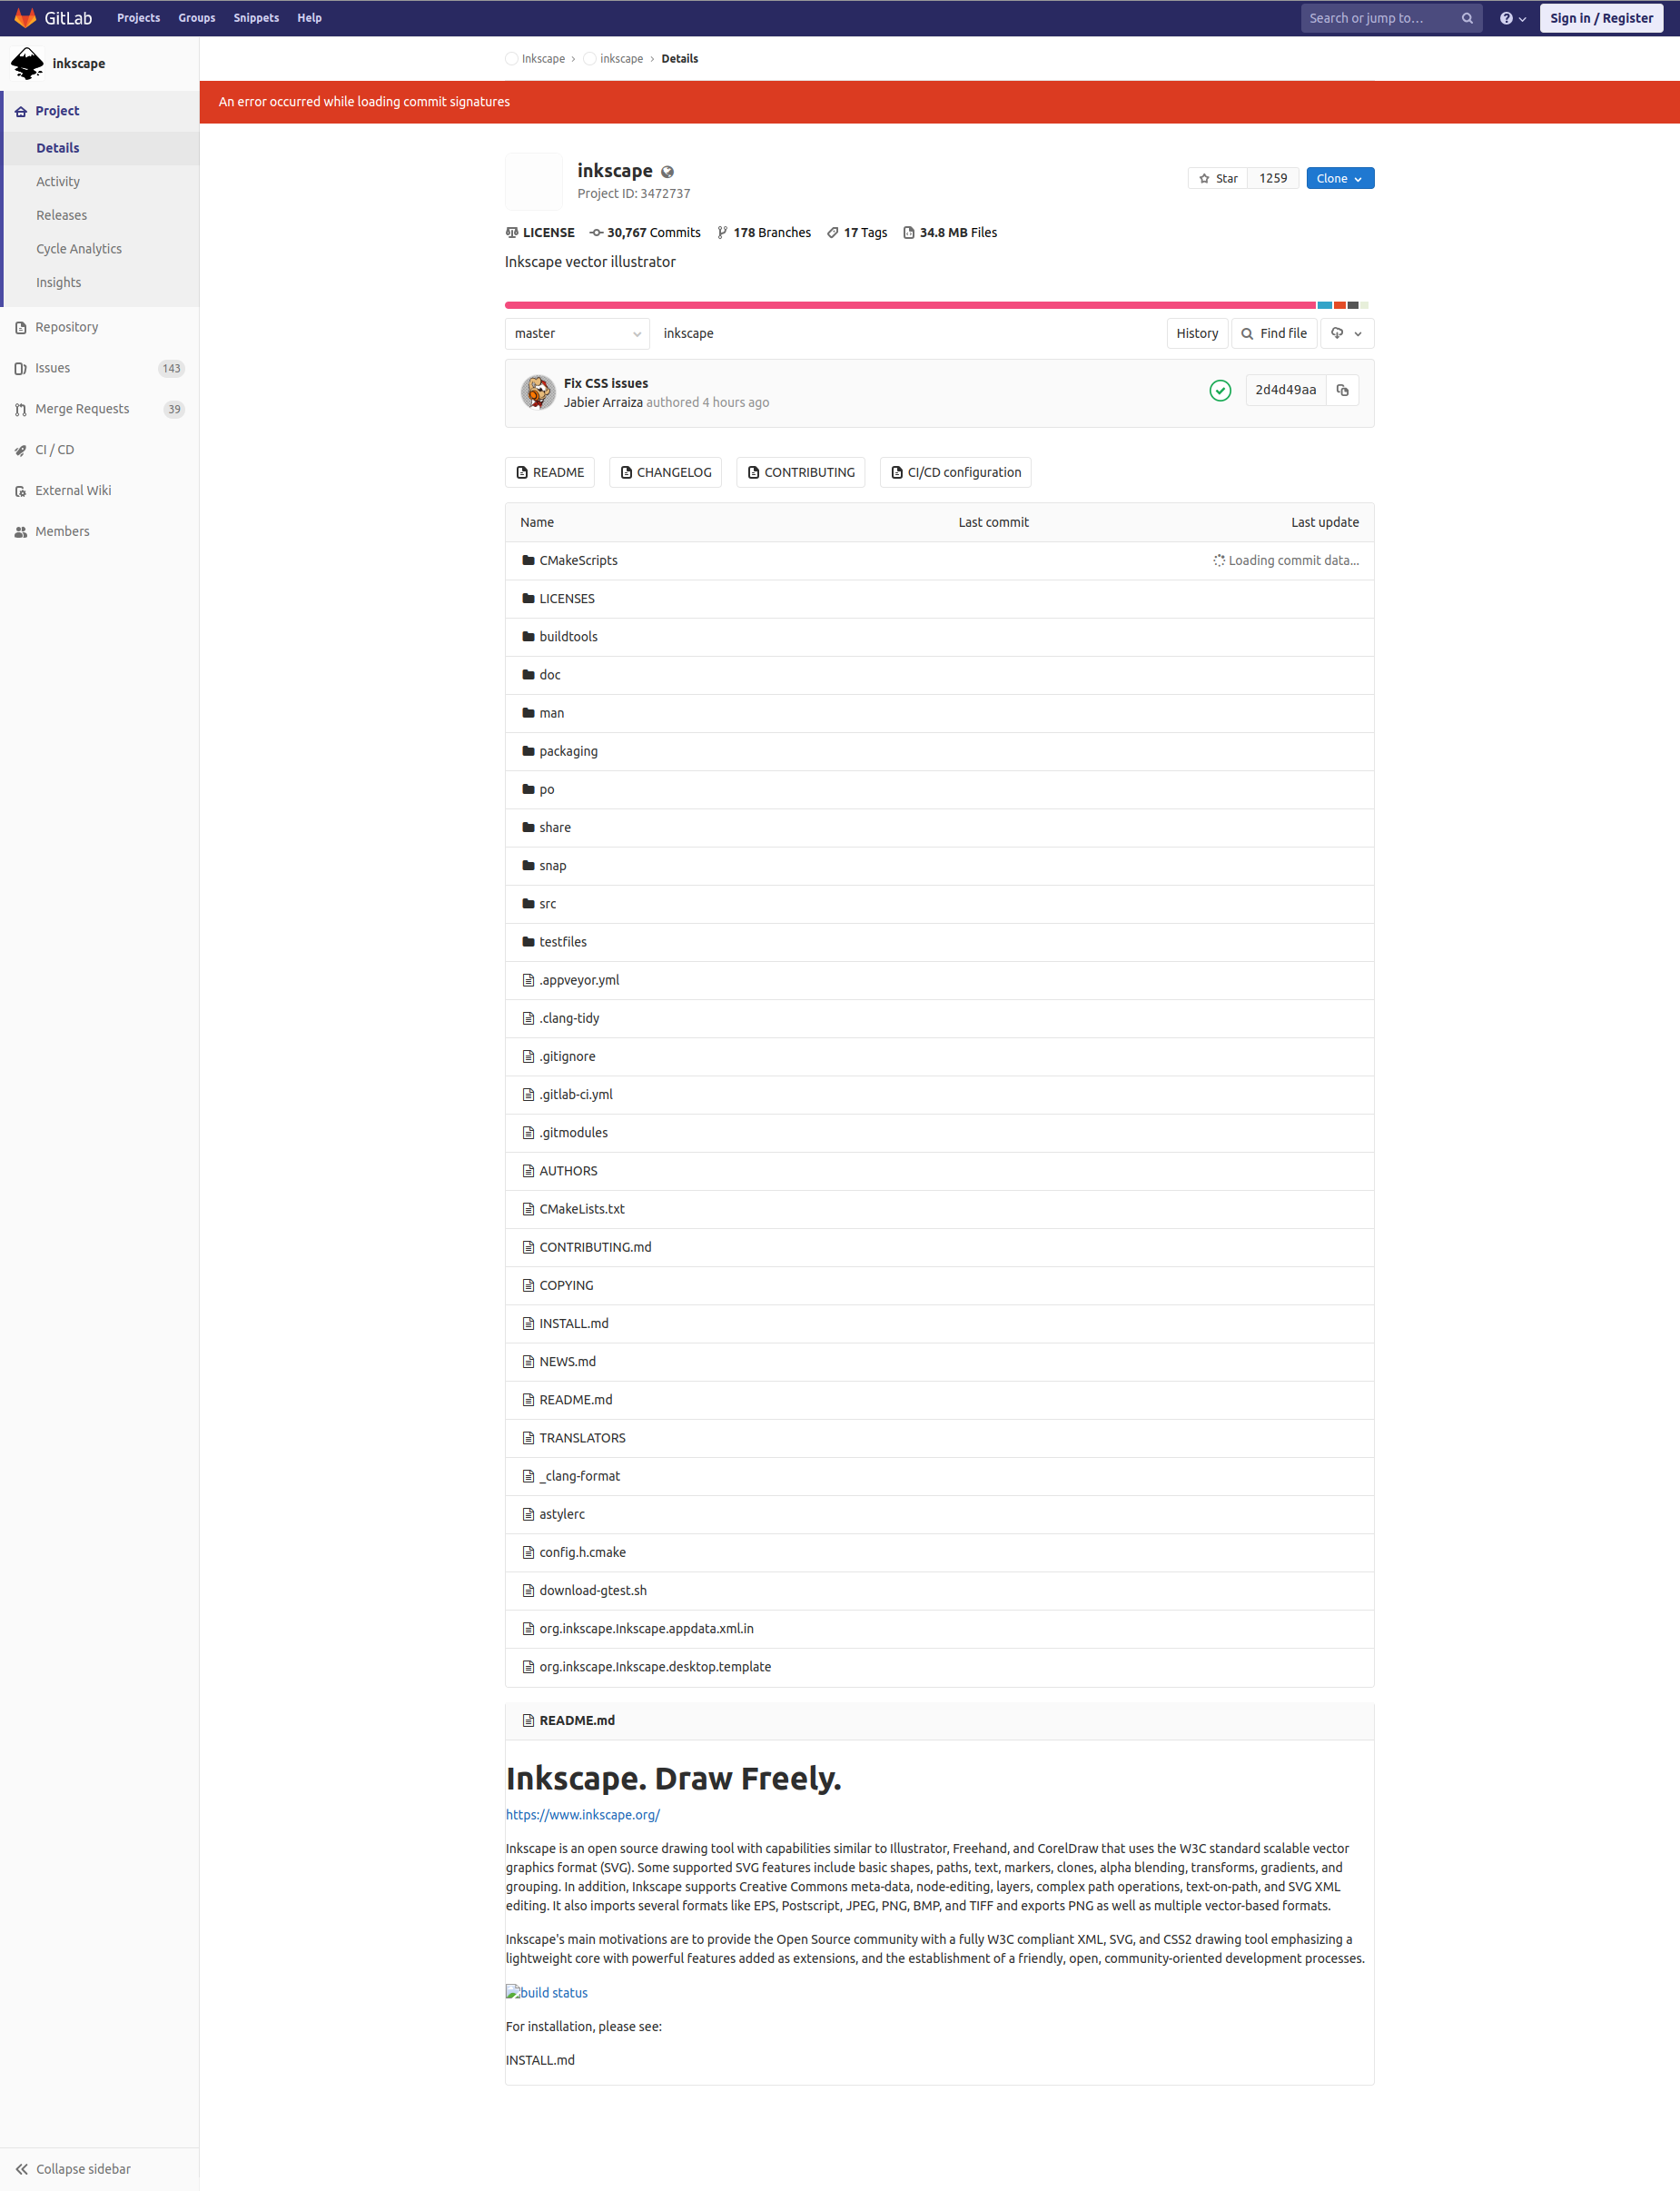 GitLab Projects Groups Snippets Help Search or jump to... Sign in / Register
inkscape
Project
Details
Activity
Releases
Cycle Analytics
Insights
Repository
Issues 143
Merge Requests 39
CI / CD
External Wiki
Members
Collapse sidebar
Inkscape › inkscape › Details
An error occurred while loading commit signatures
inkscape
Project ID: 3472737
Star 1259 Clone
LICENSE 30,767 Commits 178 Branches 17 Tags 34.8 MB Files
Inkscape vector illustrator
master inkscape History Find file
Fix CSS issues
Jabier Arraiza authored 4 hours ago
2d4d49aa
README CHANGELOG CONTRIBUTING CI/CD configuration
Name Last commit Last update
CMakeScripts Loading commit data...
LICENSES
buildtools
doc
man
packaging
po
share
snap
src
testfiles
.appveyor.yml
.clang-tidy
.gitignore
.gitlab-ci.yml
.gitmodules
AUTHORS
CMakeLists.txt
CONTRIBUTING.md
COPYING
INSTALL.md
NEWS.md
README.md
TRANSLATORS
_clang-format
astylerc
config.h.cmake
download-gtest.sh
org.inkscape.Inkscape.appdata.xml.in
org.inkscape.Inkscape.desktop.template
README.md
Inkscape. Draw Freely.
https://www.inkscape.org/
Inkscape is an open source drawing tool with capabilities similar to Illustrator, Freehand, and CorelDraw that uses the W3C standard scalable vector
graphics format (SVG). Some supported SVG features include basic shapes, paths, text, markers, clones, alpha blending, transforms, gradients, and
grouping. In addition, Inkscape supports Creative Commons meta-data, node-editing, layers, complex path operations, text-on-path, and SVG XML
editing. It also imports several formats like EPS, Postscript, JPEG, PNG, BMP, and TIFF and exports PNG as well as multiple vector-based formats.
Inkscape's main motivations are to provide the Open Source community with a fully W3C compliant XML, SVG, and CSS2 drawing tool emphasizing a
lightweight core with powerful features added as extensions, and the establishment of a friendly, open, community-oriented development processes.
build status
For installation, please see:
INSTALL.md